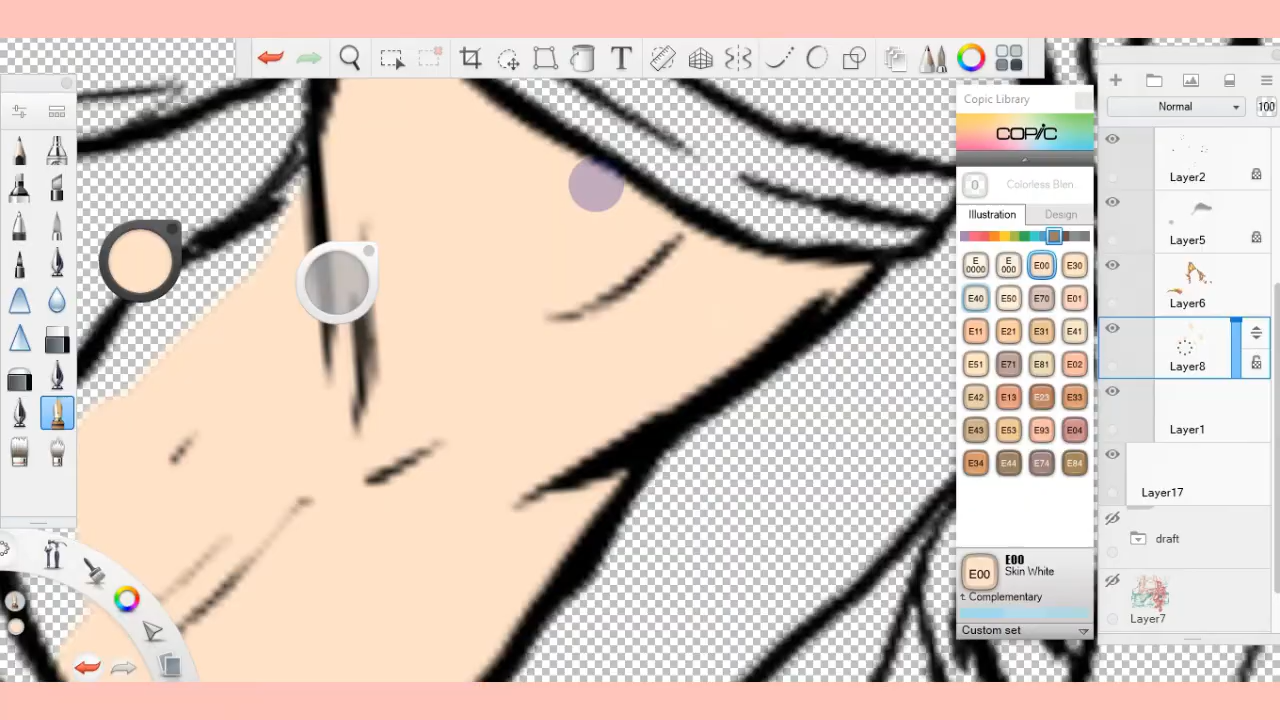 T
Copic Library
COPIC
0 Colorless Blen
Illustration Design
E0000 E000 E00 E30
E40 E50 E70 E01
E11 E21 E31 E41
E51 E71 E81 E02
E42 E13 E23 E33
E43 E53 E93 E04
E34 E44 E74 E84
E00 E00
Skin White
t. Complementary
Custom set
Normal 100
Layer2
Layer5
Layer6
Layer8
Layer1
Layer17
draft
Layer7